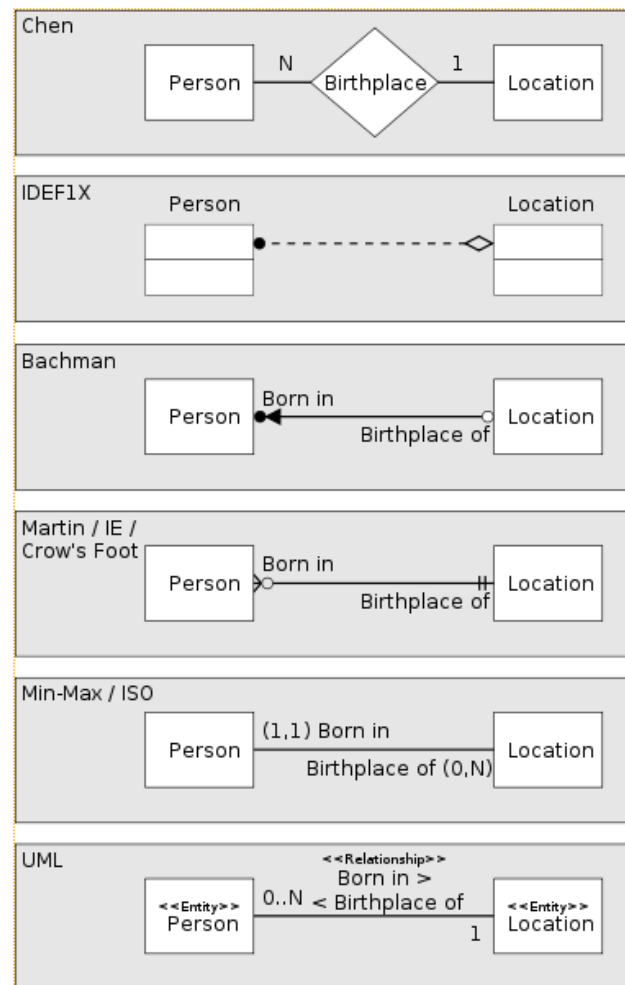 Chen
Person
N
Birthplace
1
Location
IDEF1X
Person
Location
Bachman
Person
Born in
Birthplace of
Location
Martin / IE /
Crow's Foot
Person
Born in
Birthplace of
Location
Min-Max / ISO
Person
(1,1) Born in
Birthplace of (0,N)
Location
UML
<<Relationship>>
Born in >
< Birthplace of
<<Entity>>
Person
0..N
1
<<Entity>>
Location